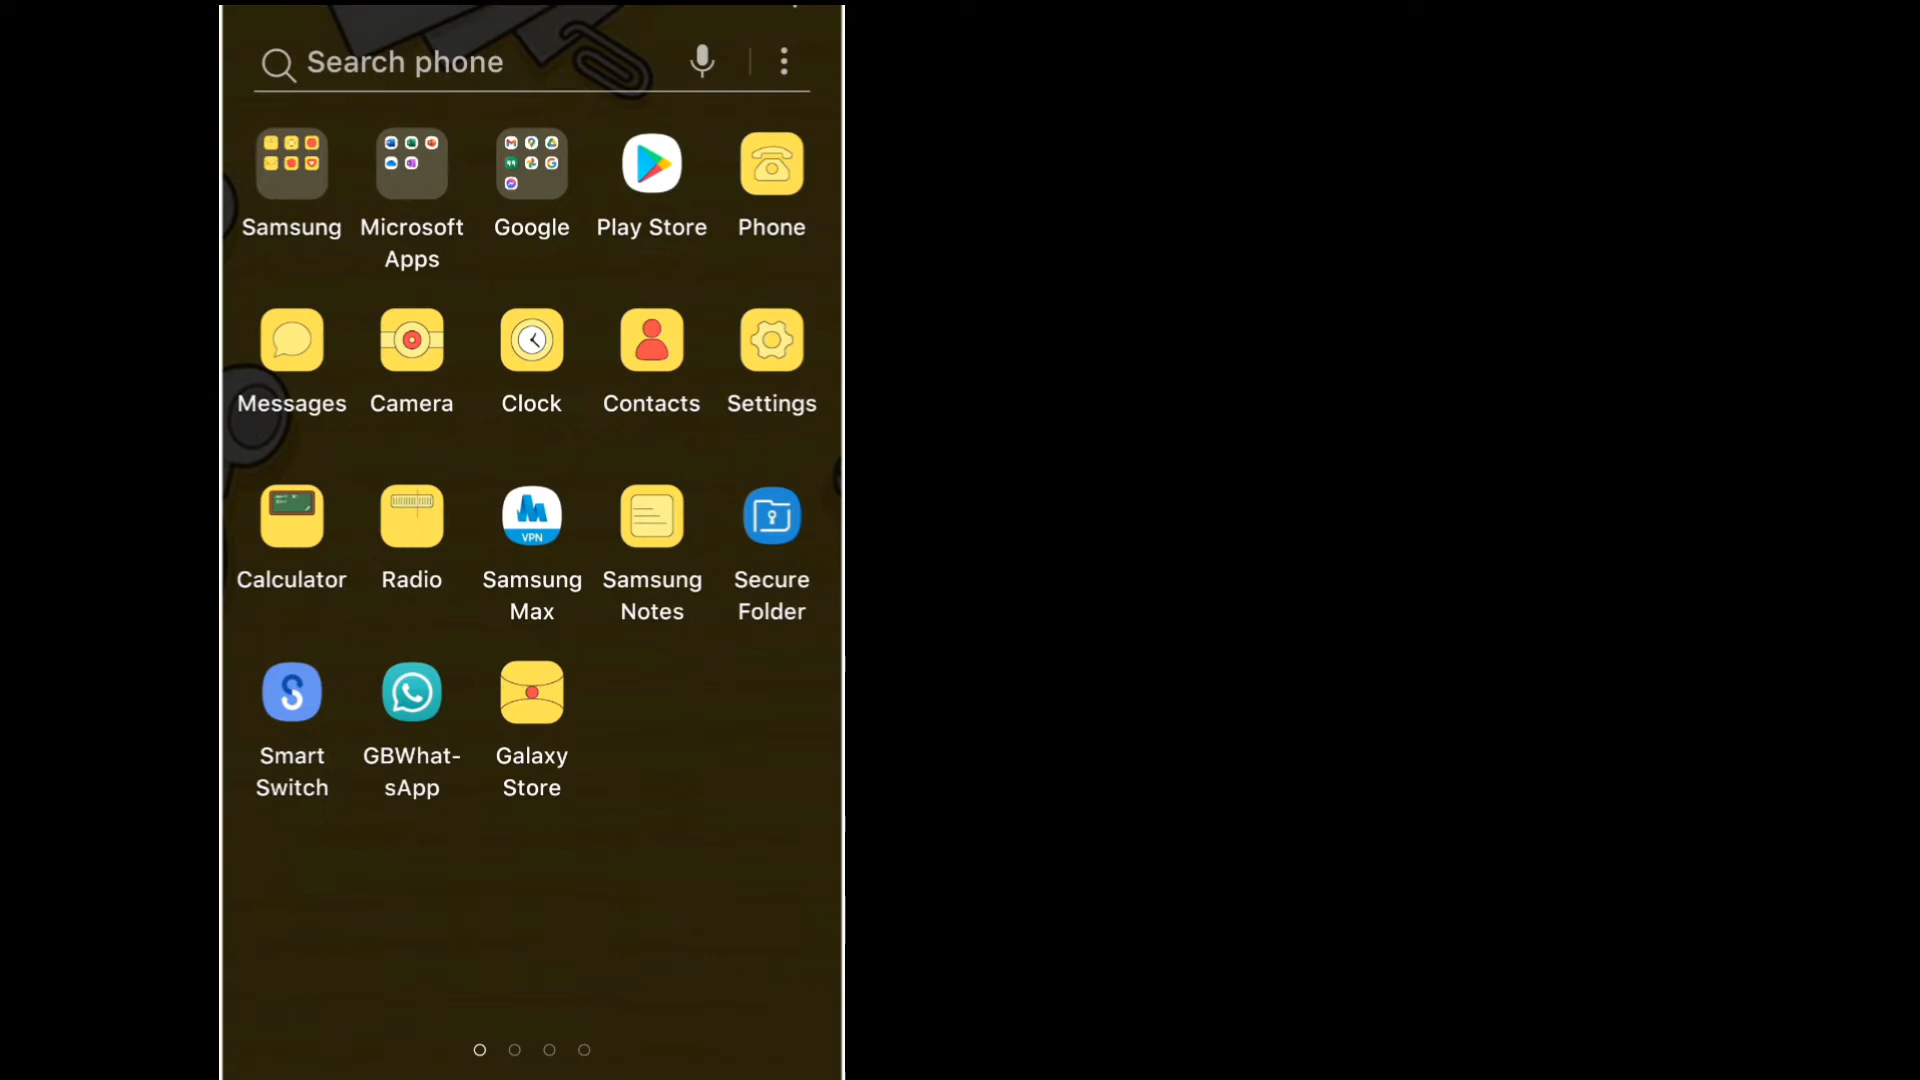 Search phone
Samsung Microsoft Apps Google Play Store Phone
Messages Camera Clock Contacts Settings
Calculator Radio VPN Samsung Max Samsung Notes Secure Folder
Smart Switch GBWhat-sApp Galaxy Store